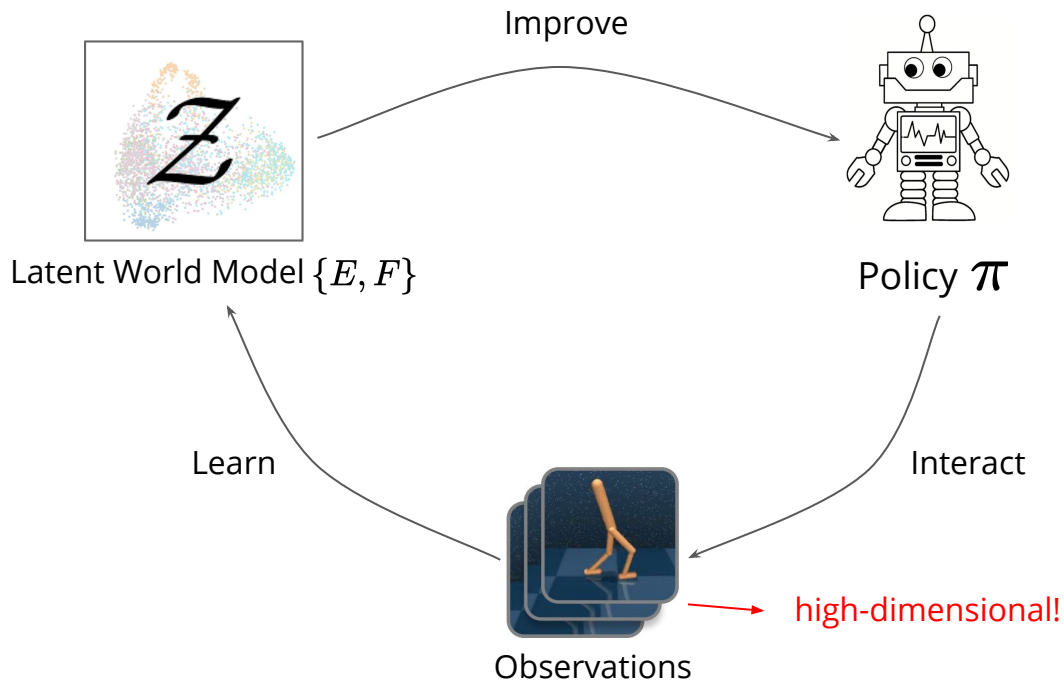 Improve
Z
Latent World Model {E, F}
Policy π
Learn
Interact
high-dimensional!
Observations